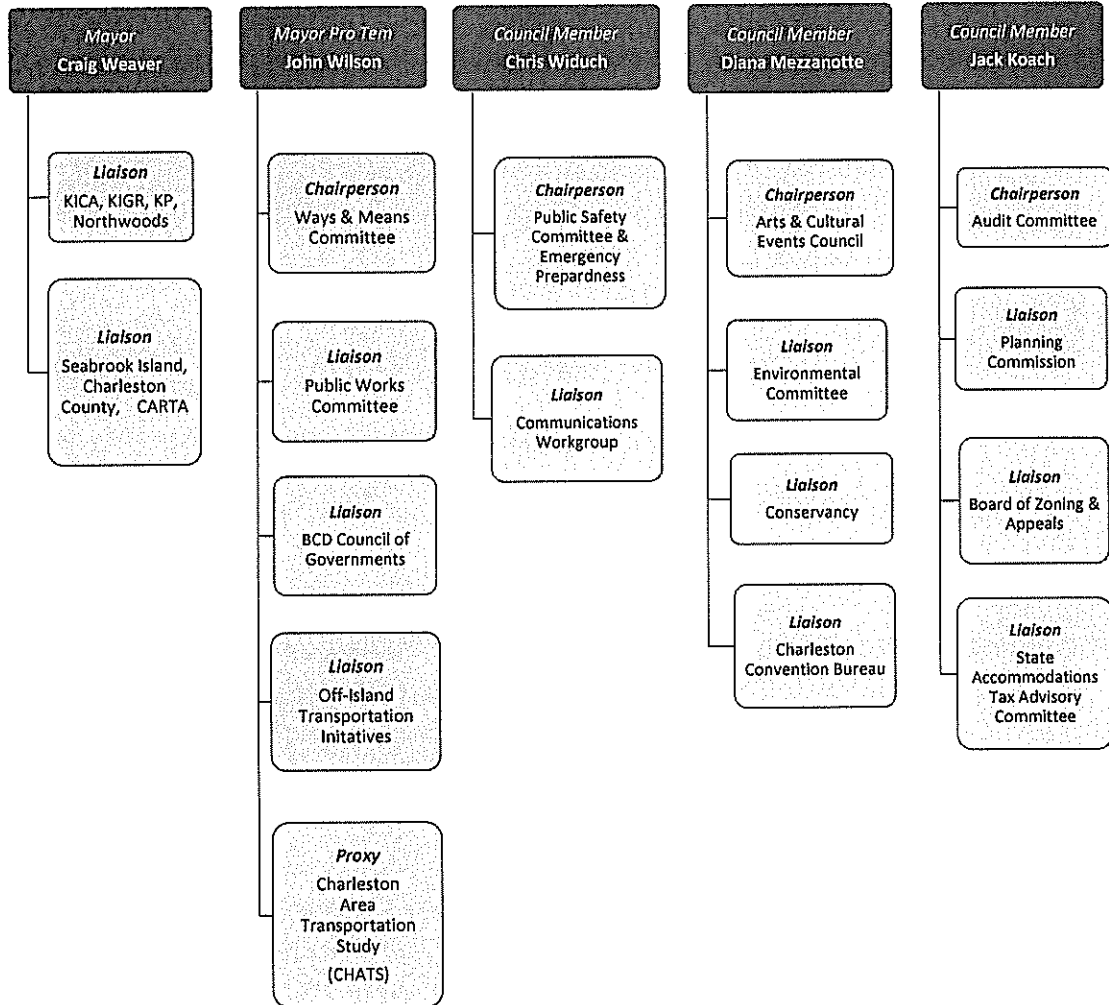 Mayor
Craig Weaver
Liaison
KICA, KIGR, KP,
Northwoods
Liaison
Seabrook Island,
Charleston
County, CARTA
Mayor Pro Tem
John Wilson
Chairperson
Ways & Means
Committee
Liaison
Public Works
Committee
Liaison
BCD Council of
Governments
Liaison
Off-Island
Transportation
Initatives
Proxy
Charleston
Area
Transportation
Study
(CHATS)
Council Member
Chris Widuch
Chairperson
Public Safety
Committee &
Emergency
Prepardness
Liaison
Communications
Workgroup
Council Member
Diana Mezzanotte
Chairperson
Arts & Cultural
Events Council
Liaison
Environmental
Committee
Liaison
Conservancy
Liaison
Charleston
Convention Bureau
Council Member
Jack Koach
Chairperson
Audit Committee
Liaison
Planning
Commission
Liaison
Board of Zoning &
Appeals
Liaison
State
Accommodations
Tax Advisory
Committee